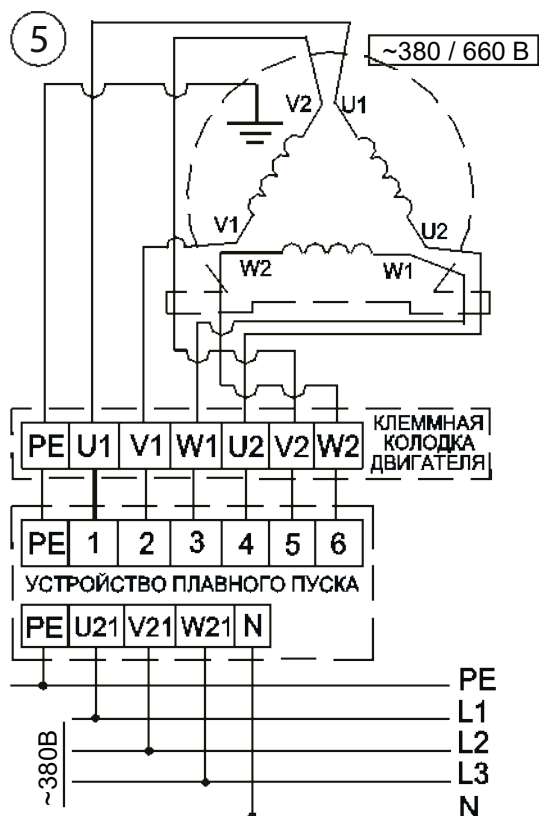 5
~380 / 660 В
V2 U1
V1 U2
W2 W1
PE U1 V1 W1 U2 V2 W2
КЛЕММНАЯ
КОЛОДКА
ДВИГАТЕЛЯ
PE 1 2 3 4 5 6
УСТРОЙСТВО ПЛАВНОГО ПУСКА
PE U21 V21 W21 N
PE
L1
L2
L3
N
~380В